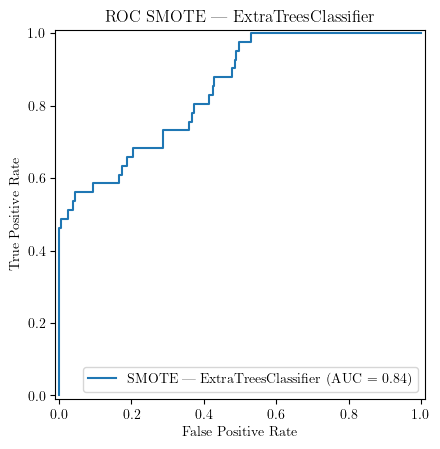 ROC SMOTE — ExtraTreesClassifier
1.0
0.8
0.6
0.4
0.2
0.0
True Positive Rate
SMOTE — ExtraTreesClassifier (AUC = 0.84)
0.0 0.2 0.4 0.6 0.8 1.0
False Positive Rate